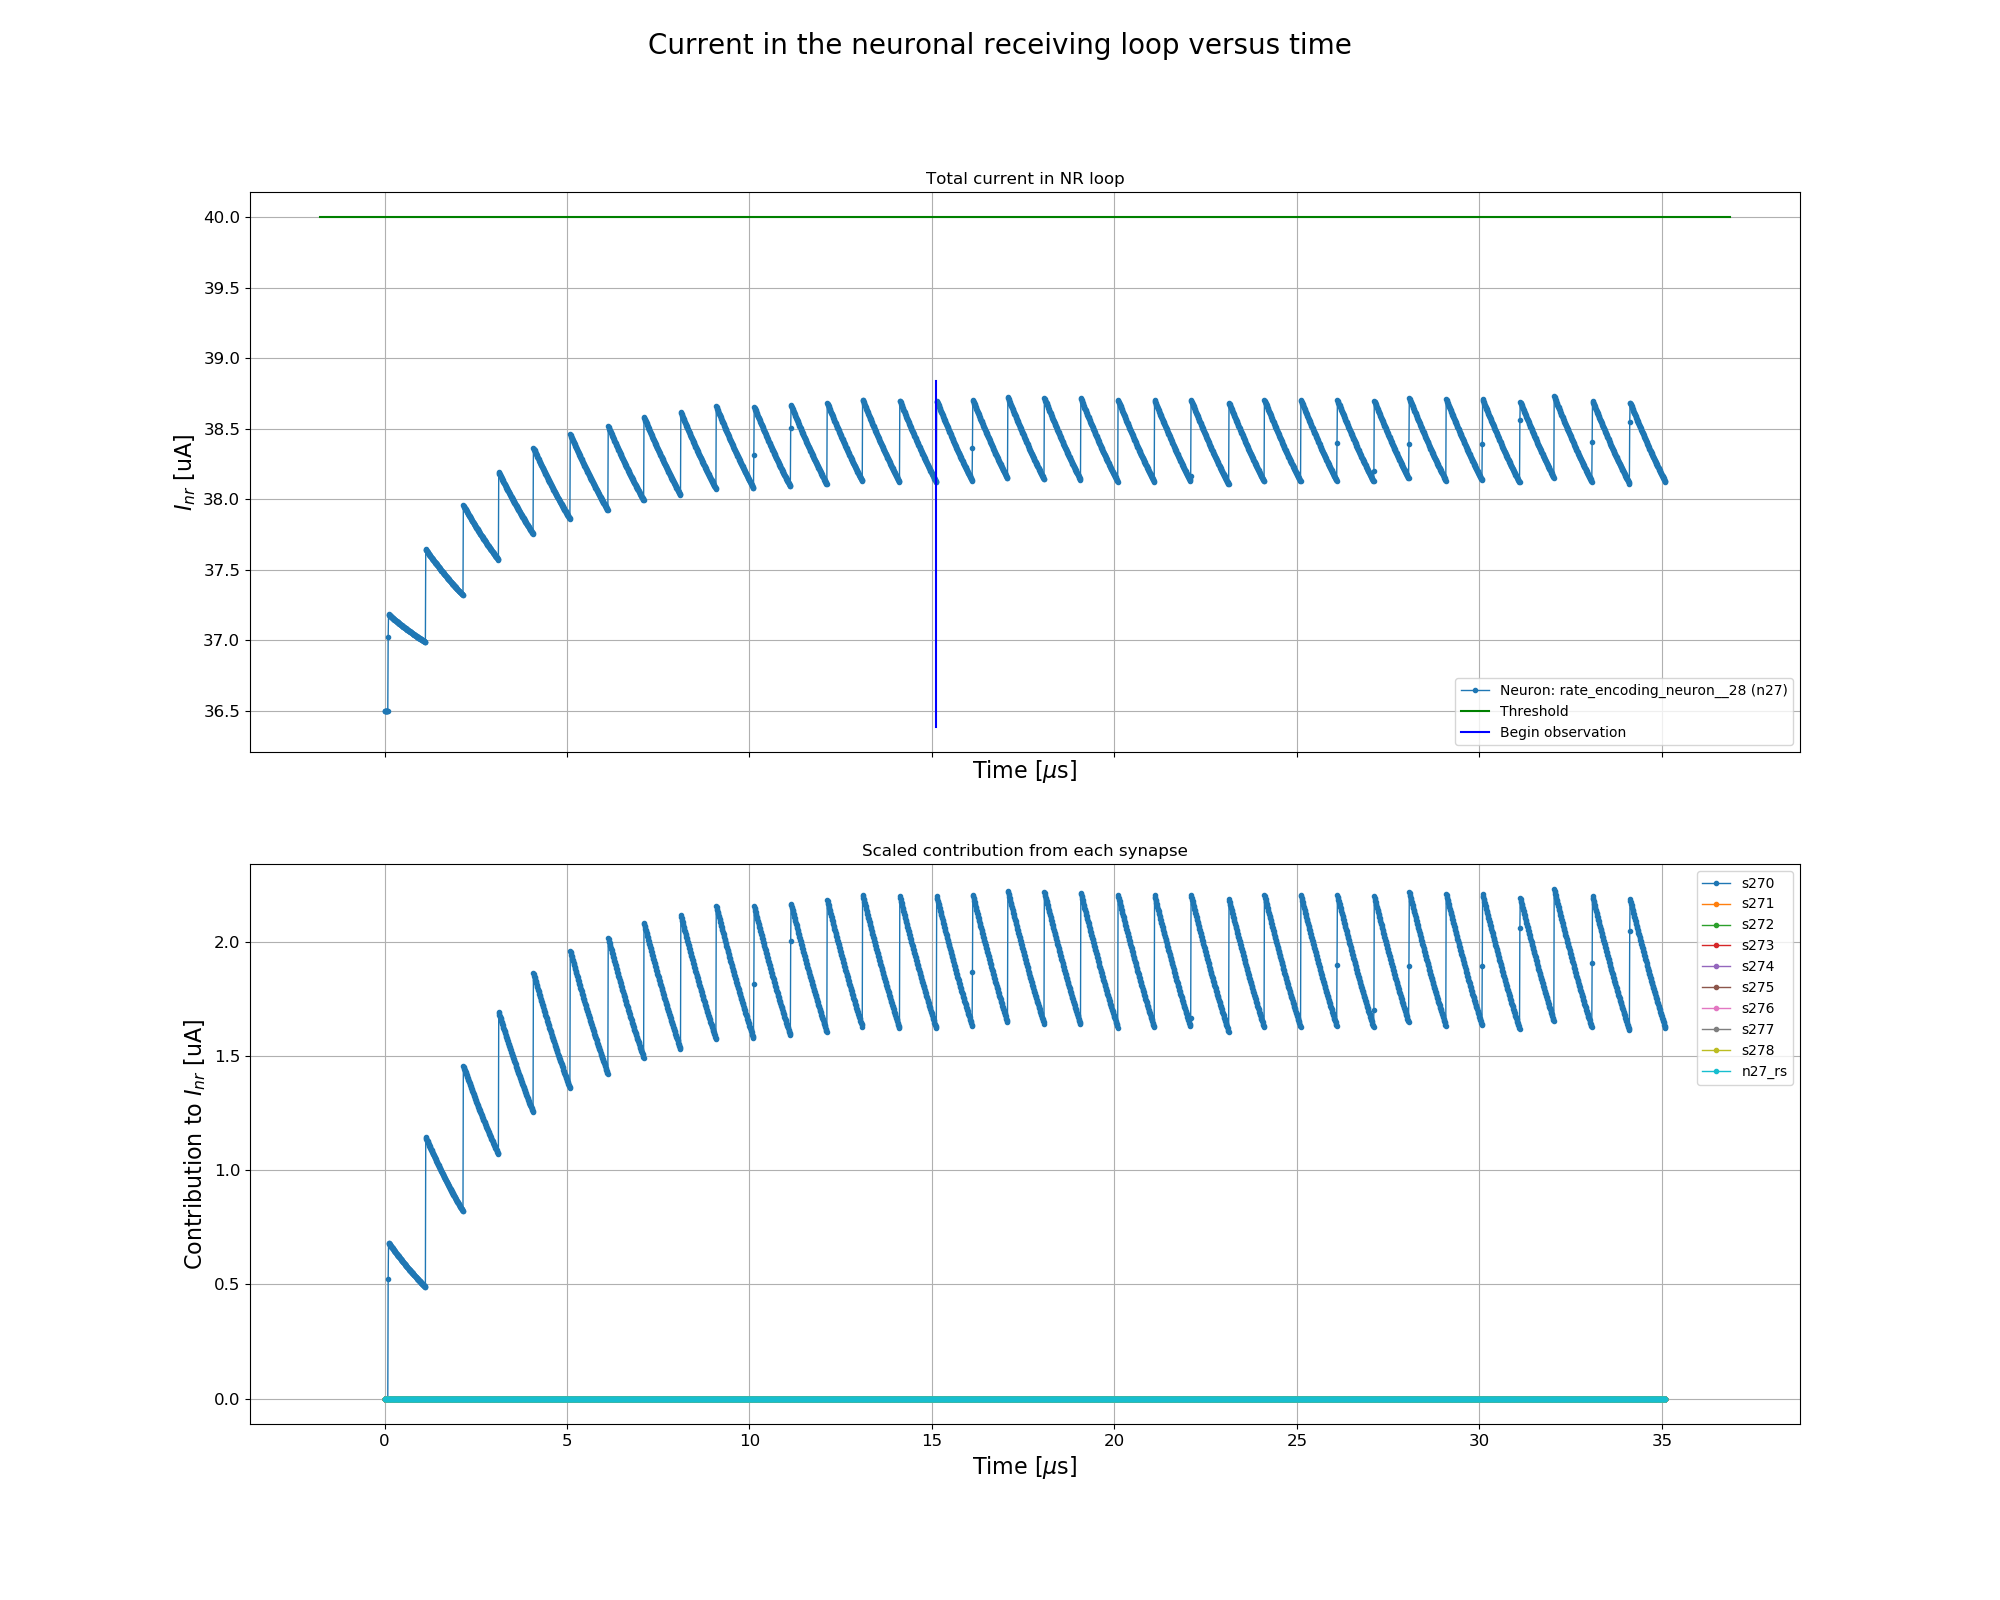 Current in the neuronal receiving loop versus time
Total current in NR loop
40.0
39.5
39.0
38.5
38.0
37.5
37.0
36.5
I_nr [uA]
Neuron: rate_encoding_neuron__28 (n27)
Threshold
Begin observation
Time [μs]
Scaled contribution from each synapse
2.0
1.5
1.0
0.5
0.0
Contribution to I_nr [uA]
s270
s271
s272
s273
s274
s275
s276
s277
s278
n27_rs
0 5 10 15 20 25 30 35
Time [μs]